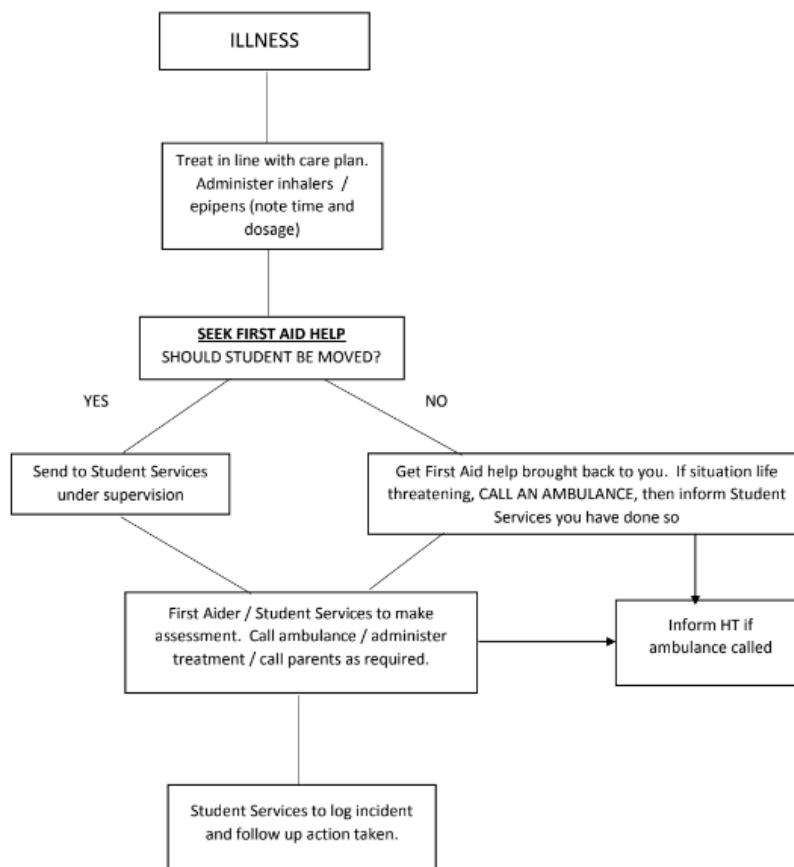 ILLNESS
Treat in line with care plan.
Administer inhalers /
epipens (note time and
dosage)
SEEK FIRST AID HELP
SHOULD STUDENT BE MOVED?
YES
NO
Send to Student Services
under supervision
Get First Aid help brought back to you. If situation life
threatening, CALL AN AMBULANCE, then inform Student
Services you have done so
First Aider / Student Services to make
assessment. Call ambulance / administer
treatment / call parents as required.
Inform HT if
ambulance called
Student Services to log incident
and follow up action taken.